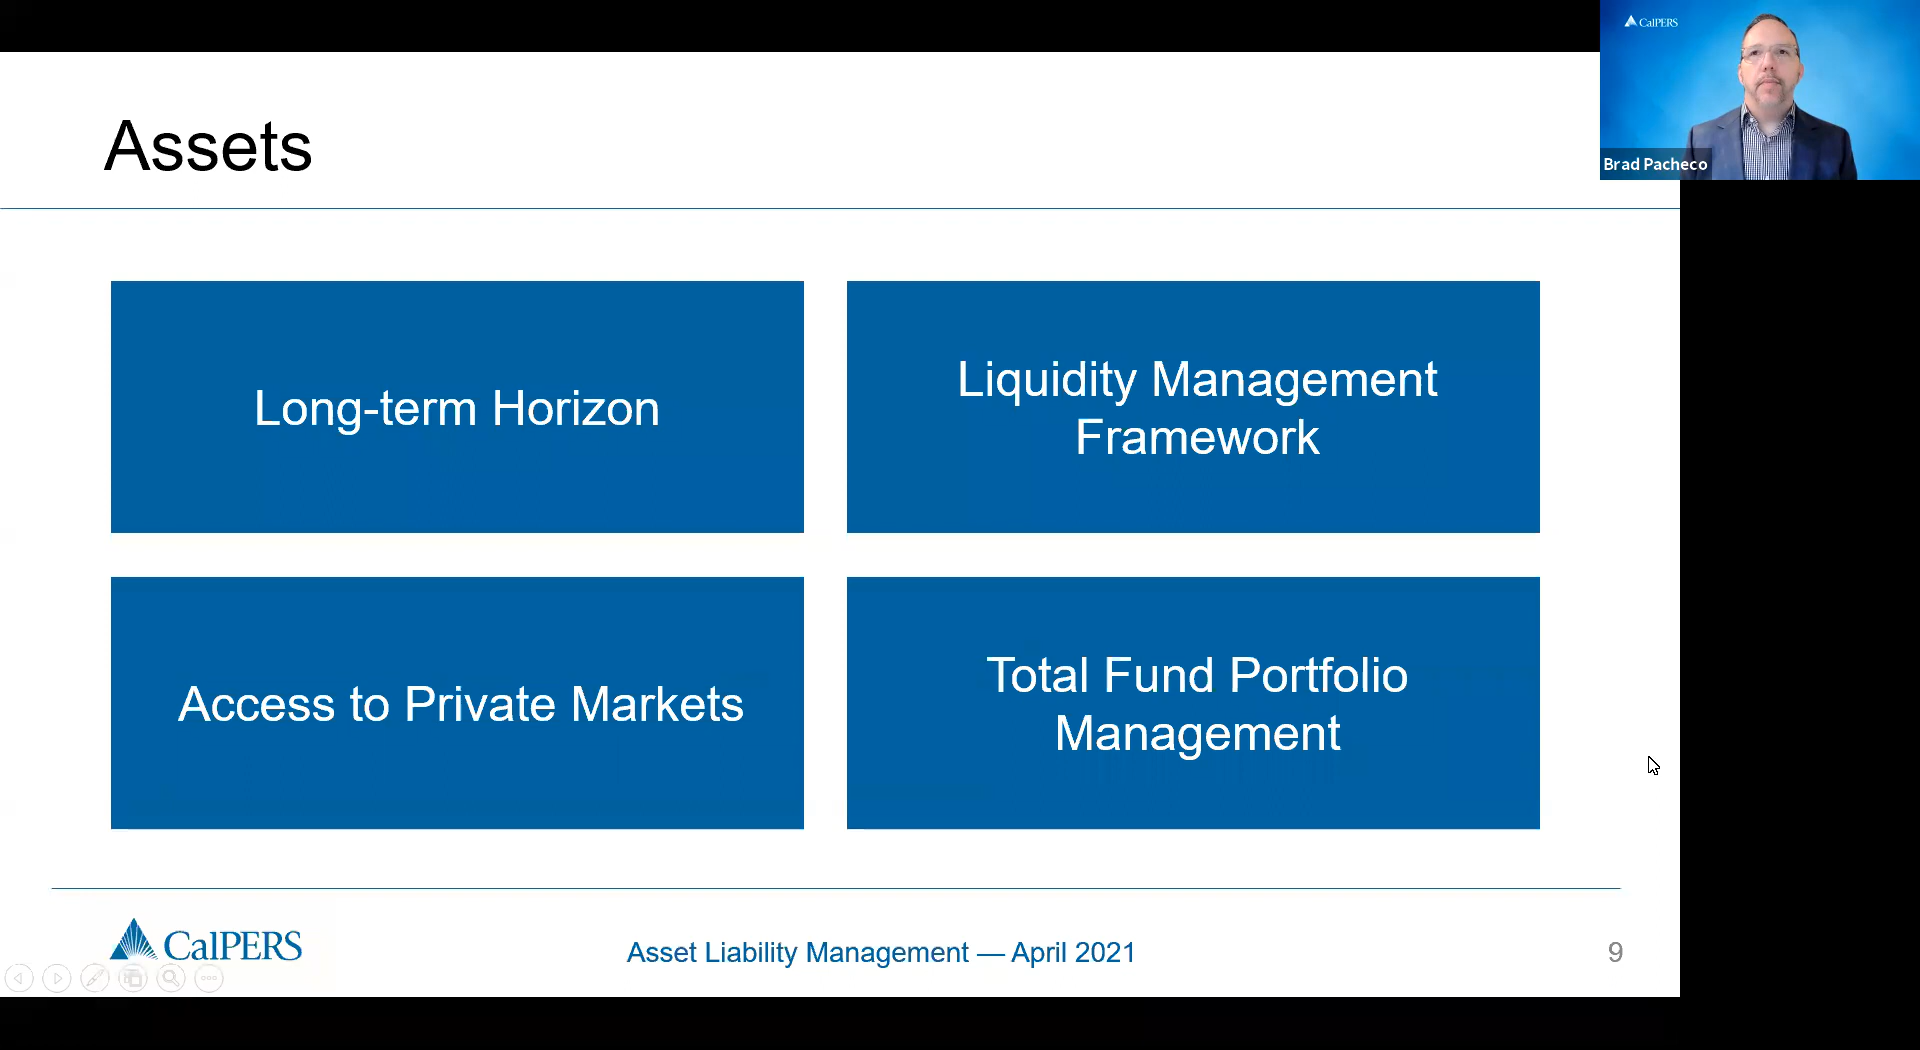 CalPERS
Brad Pacheco
Assets
Long-term Horizon
Liquidity Management
Framework
Access to Private Markets
Total Fund Portfolio
Management
CalPERS
Asset Liability Management — April 2021
9